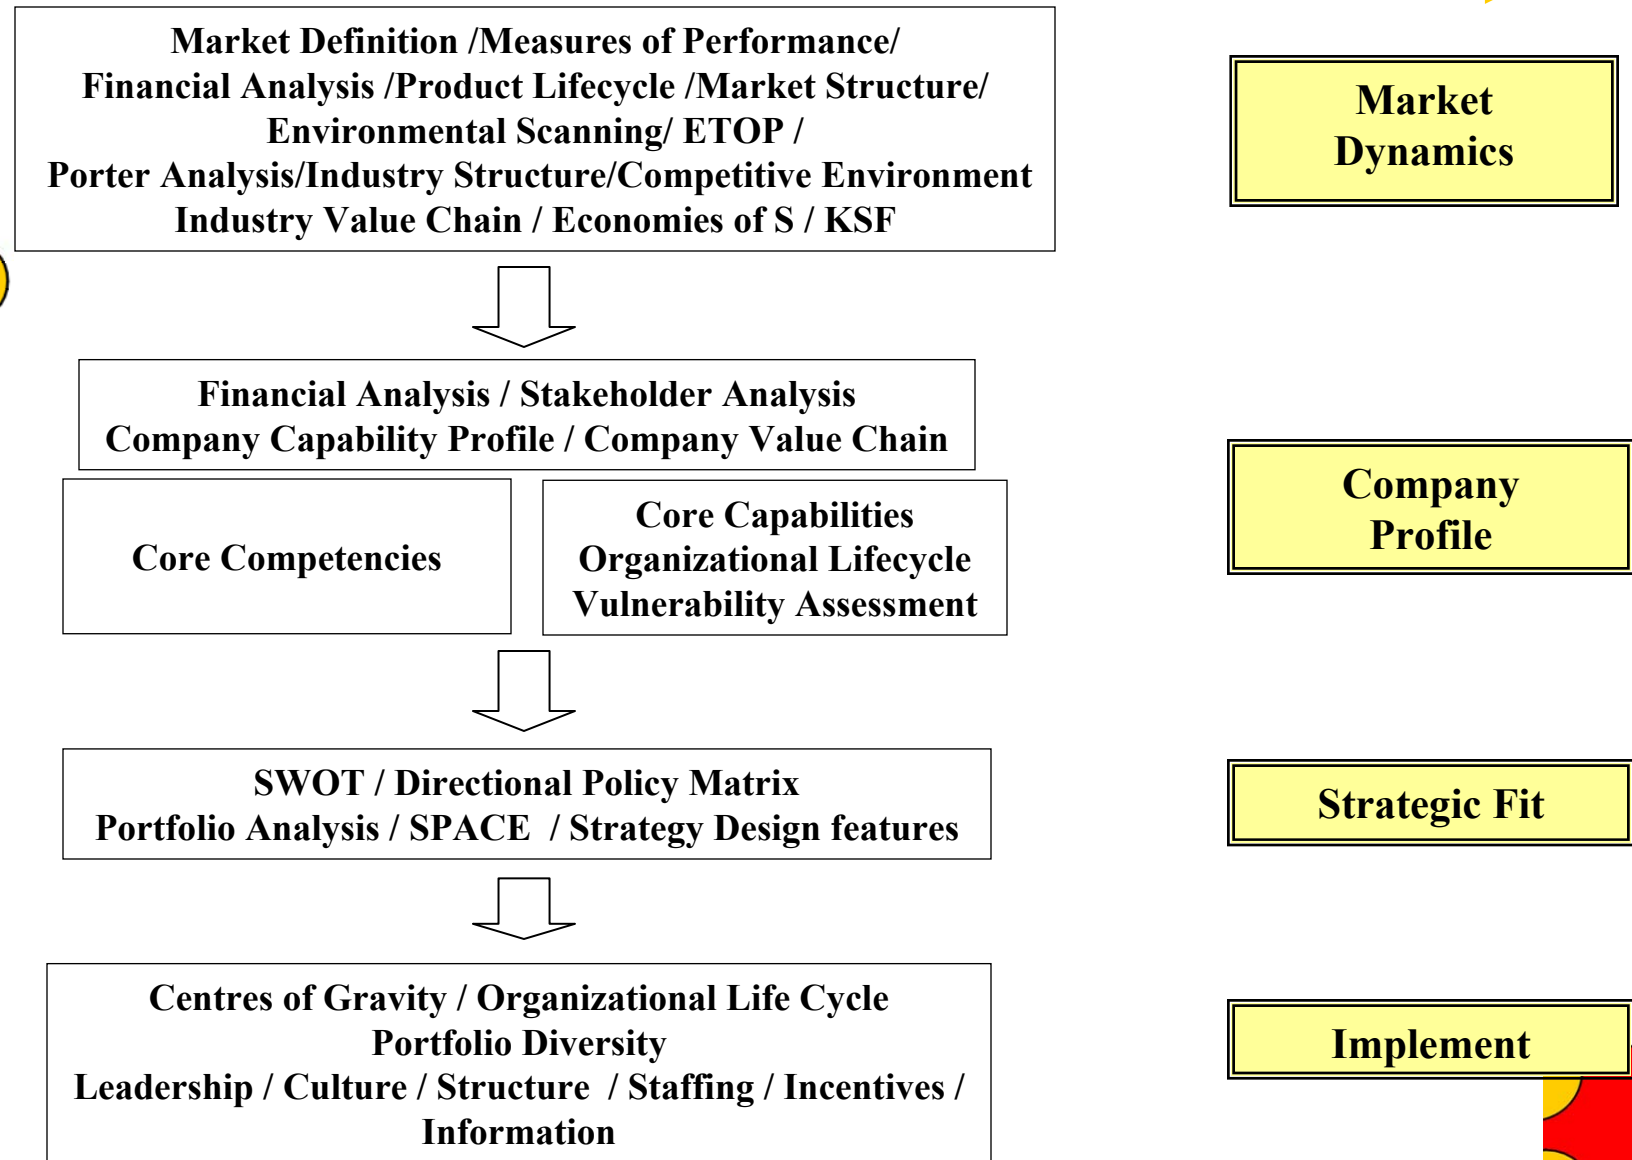 Market Definition /Measures of Performance/
Financial Analysis /Product Lifecycle /Market Structure/
Environmental Scanning/ ETOP /
Porter Analysis/Industry Structure/Competitive Environment
Industry Value Chain / Economies of S / KSF
Market
Dynamics
Financial Analysis / Stakeholder Analysis
Company Capability Profile / Company Value Chain
Core Competencies
Core Capabilities
Organizational Lifecycle
Vulnerability Assessment
Company
Profile
SWOT / Directional Policy Matrix
Portfolio Analysis / SPACE  / Strategy Design features
Strategic Fit
Centres of Gravity / Organizational Life Cycle
Portfolio Diversity
Leadership / Culture / Structure  / Staffing / Incentives /
Information
Implement